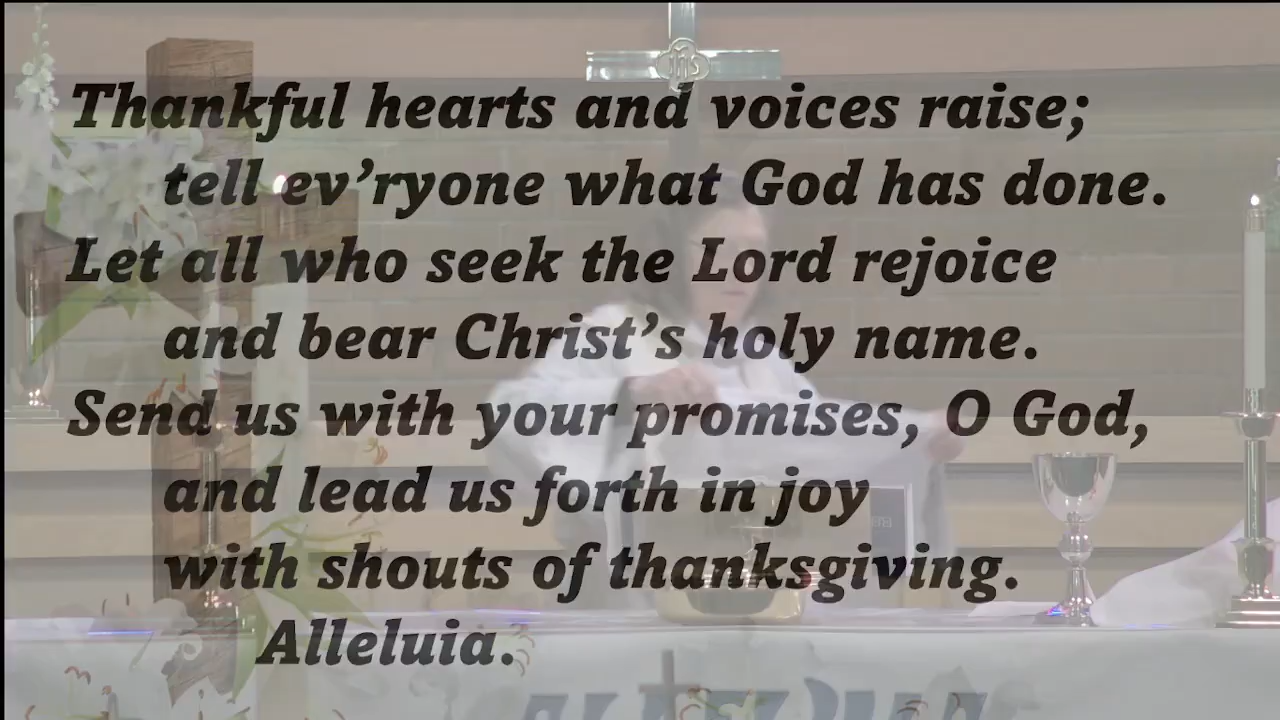 ihs
Thankful hearts and voices raise;
tell ev’ryone what God has done.
Let all who seek the Lord rejoice
and bear Christ’s holy name.
Send us with your promises, O God,
and lead us forth in joy
with shouts of thanksgiving.
Alleluia.
ALLELUIA